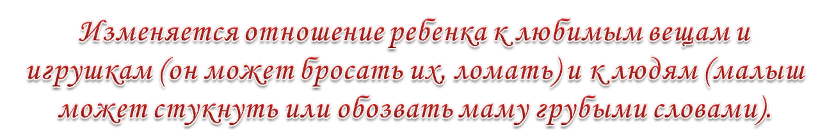 Изменяется отношение ребенка к любимым вещам и
игрушкам (он может бросать их, ломать) и к людям (малыш
может стукнуть или обозвать маму грубыми словами).